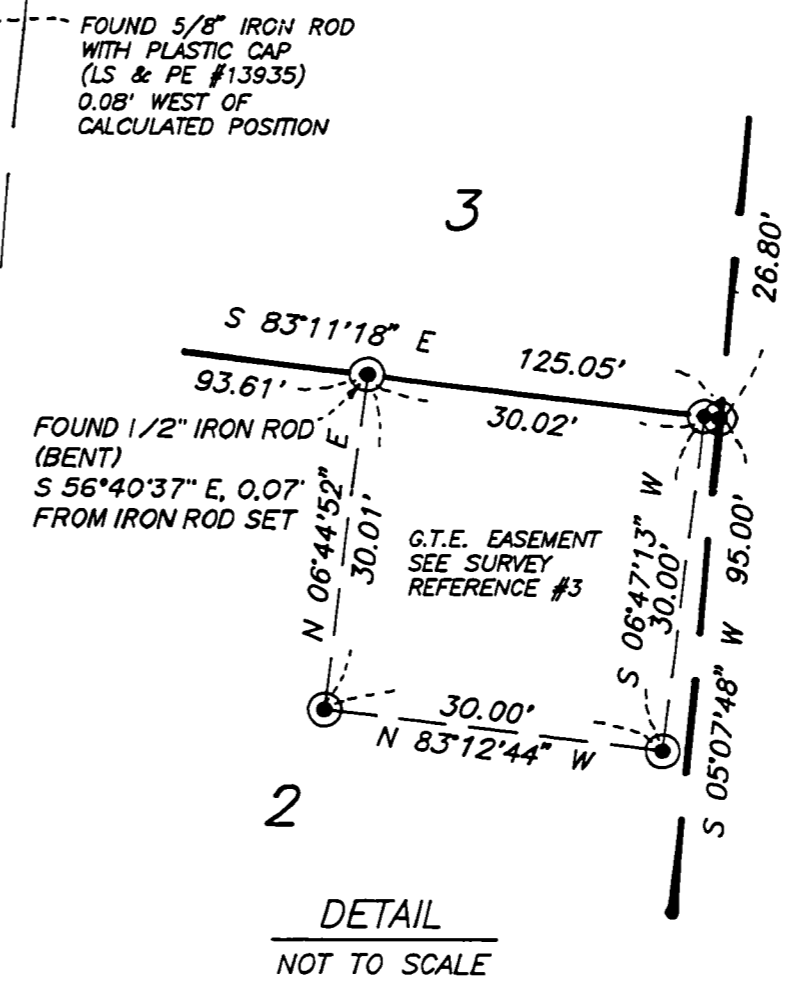 FOUND 5/8" IRON ROD
WITH PLASTIC CAP
(LS & PE #13935)
0.08' WEST OF
CALCULATED POSITION
3
26.80'
S 83°11'18" E
125.05'
93.61'
30.02'
FOUND 1/2" IRON ROD
(BENT)
S 56°40'37" E, 0.07'
FROM IRON ROD SET
N 06°44'52" E
30.01'
G.T.E. EASEMENT
SEE SURVEY
REFERENCE #3
S 06°47'13" W
30.00'
95.00'
S 05°07'48" W
30.00'
N 83°12'44" W
2
DETAIL
NOT TO SCALE